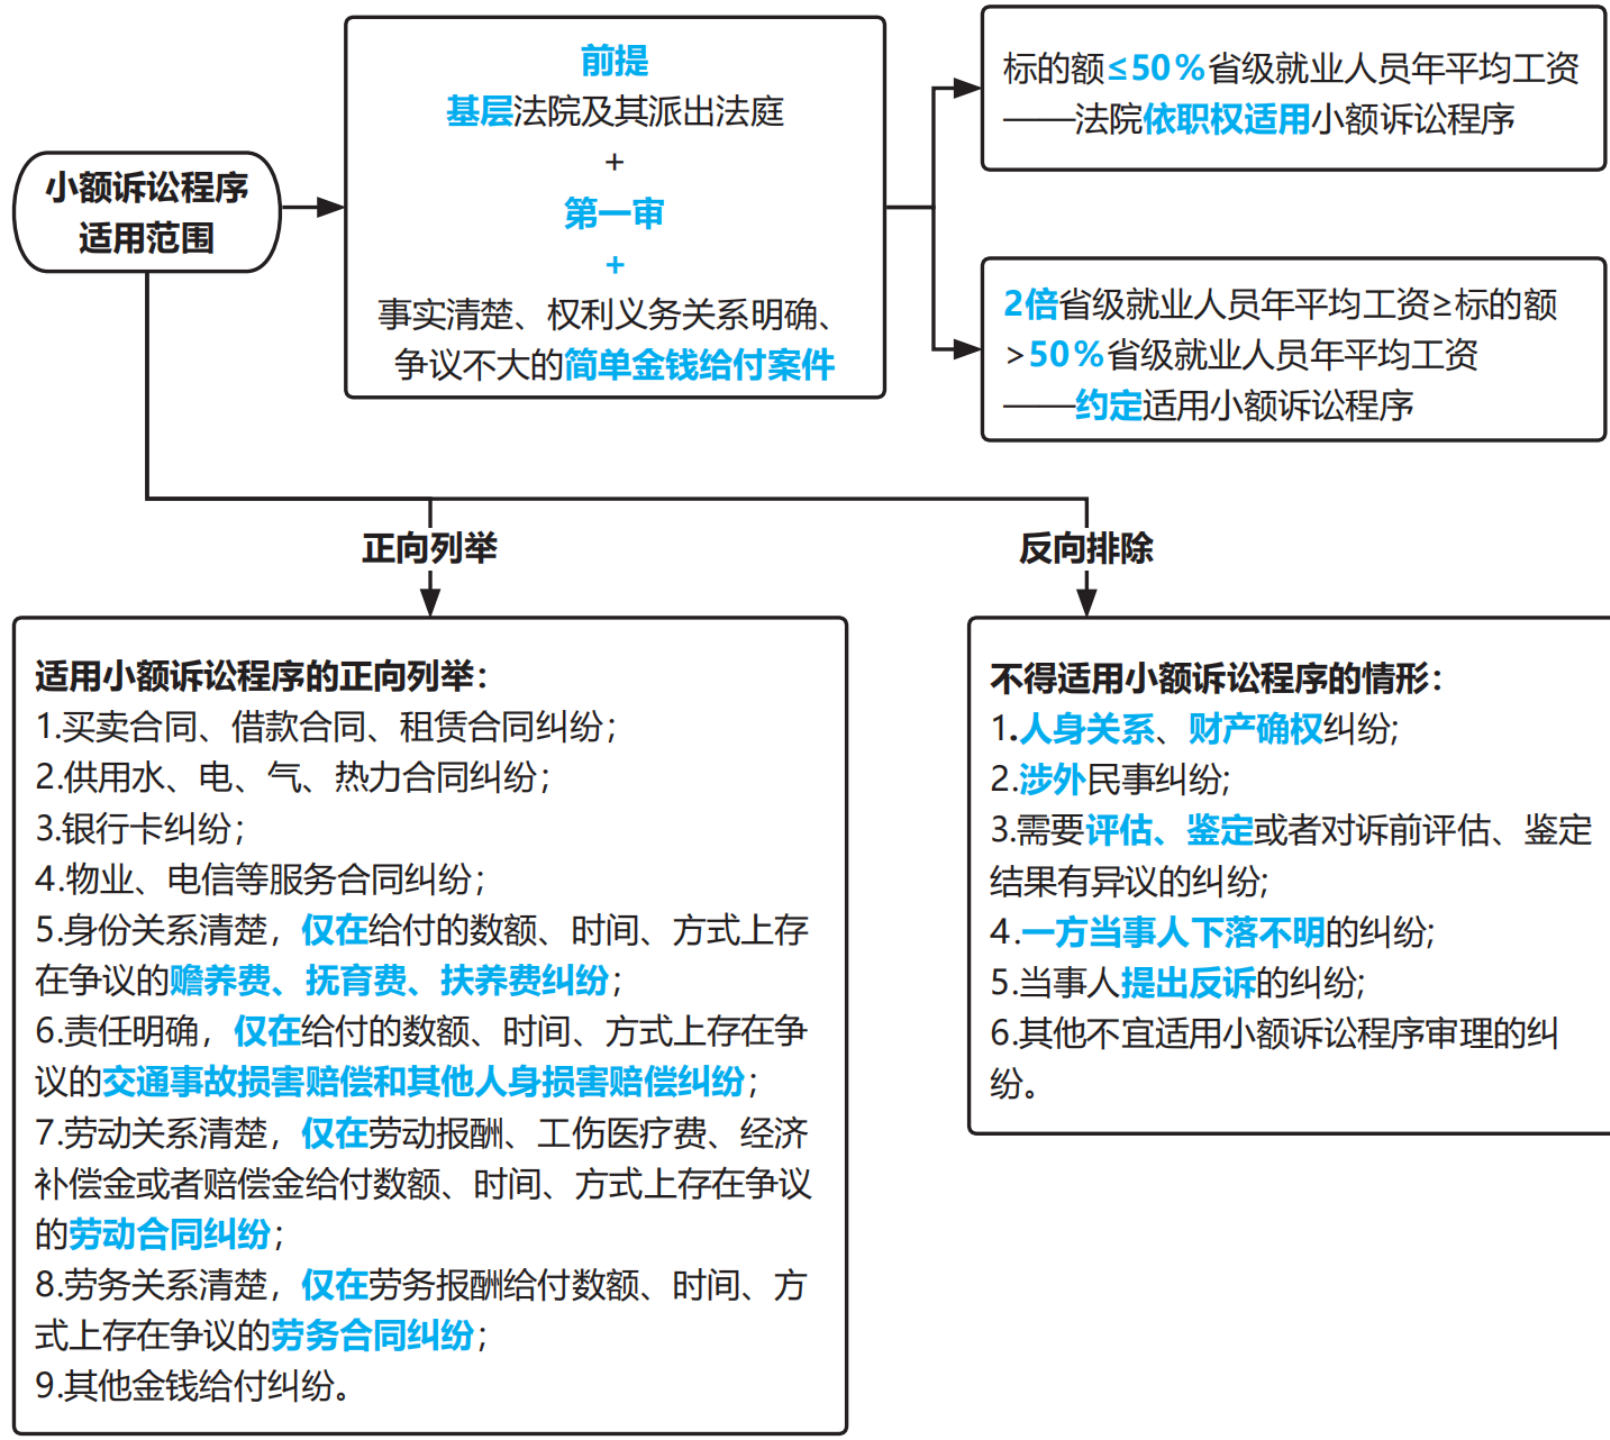 小额诉讼程序
适用范围
前提
基层法院及其派出法庭
+
第一审
+
事实清楚、权利义务关系明确、
争议不大的简单金钱给付案件
标的额≤50%省级就业人员年平均工资
——法院依职权适用小额诉讼程序
2倍省级就业人员年平均工资≥标的额
>50%省级就业人员年平均工资
——约定适用小额诉讼程序
正向列举
适用小额诉讼程序的正向列举：
1.买卖合同、借款合同、租赁合同纠纷；
2.供用水、电、气、热力合同纠纷；
3.银行卡纠纷；
4.物业、电信等服务合同纠纷；
5.身份关系清楚，仅在给付的数额、时间、方式上存
在争议的赡养费、抚育费、扶养费纠纷；
6.责任明确，仅在给付的数额、时间、方式上存在争
议的交通事故损害赔偿和其他人身损害赔偿纠纷；
7.劳动关系清楚，仅在劳动报酬、工伤医疗费、经济
补偿金或者赔偿金给付数额、时间、方式上存在争议
的劳动合同纠纷；
8.劳务关系清楚，仅在劳务报酬给付数额、时间、方
式上存在争议的劳务合同纠纷；
9.其他金钱给付纠纷。
反向排除
不得适用小额诉讼程序的情形：
1.人身关系、财产确权纠纷;
2.涉外民事纠纷;
3.需要评估、鉴定或者对诉前评估、鉴定
结果有异议的纠纷;
4.一方当事人下落不明的纠纷;
5.当事人提出反诉的纠纷;
6.其他不宜适用小额诉讼程序审理的纠
纷。